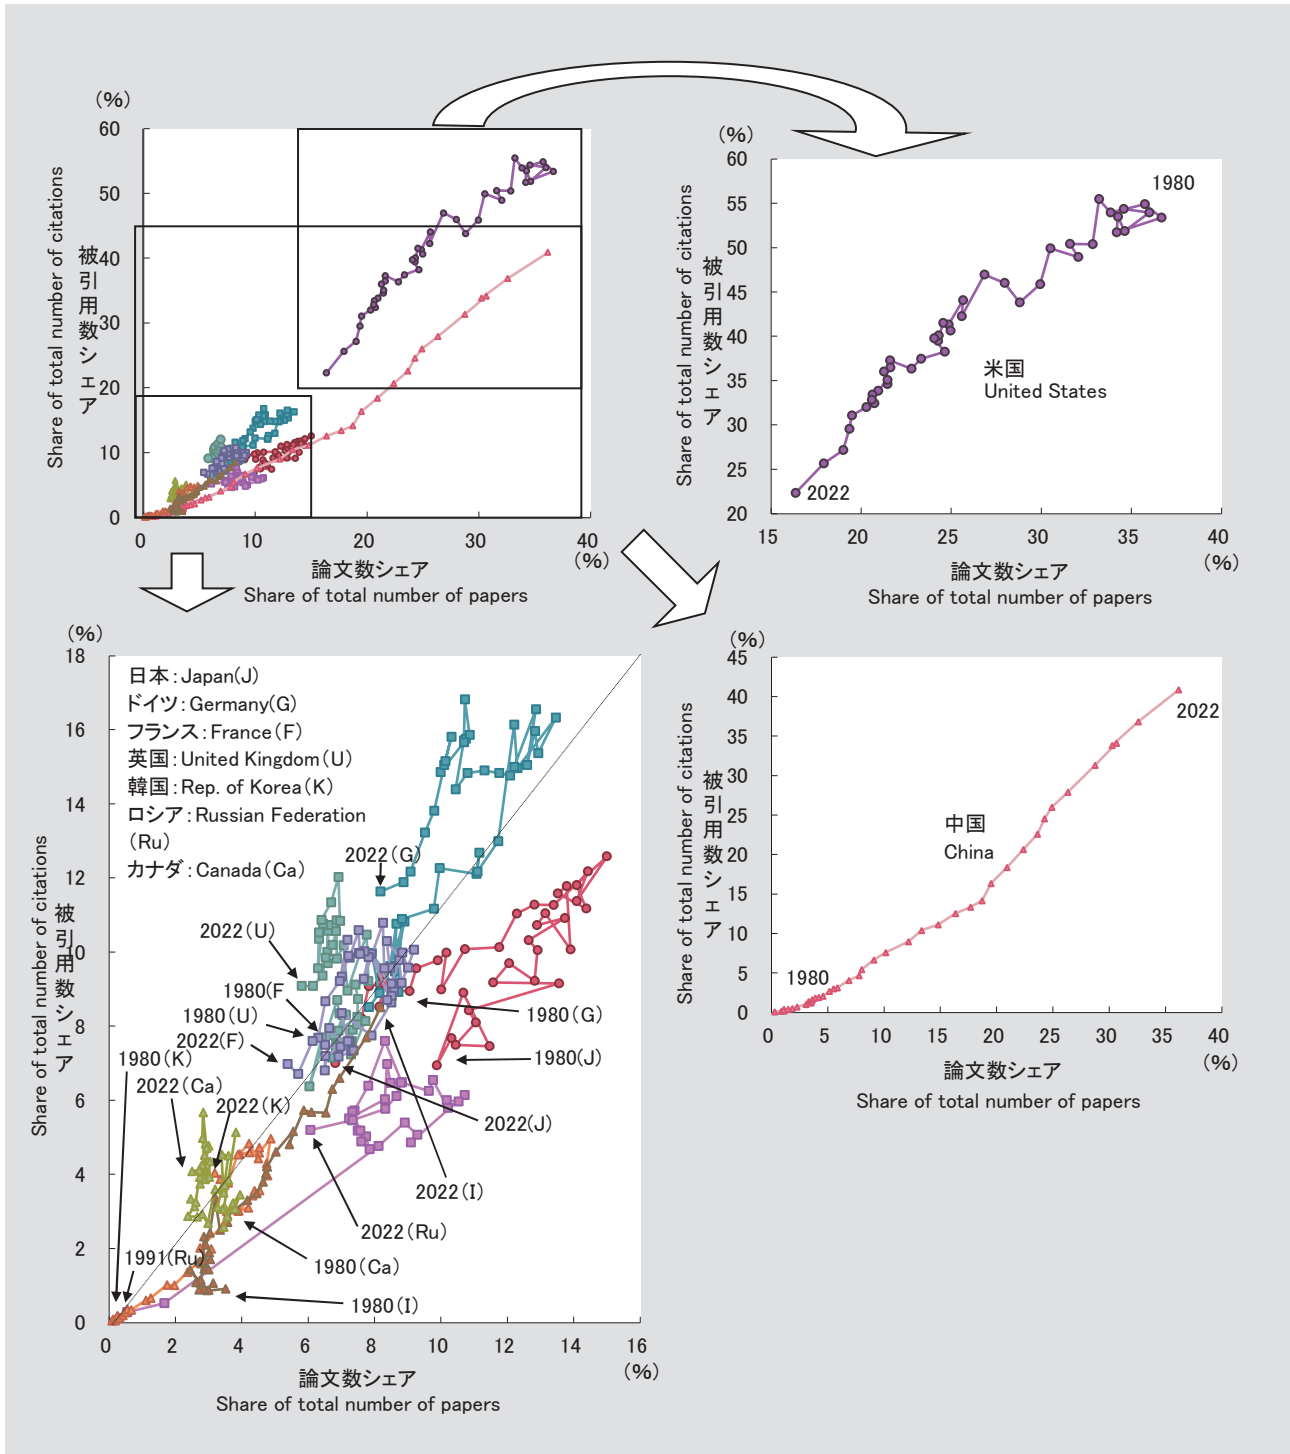 (%)
60
50
40
30
20
10
0
Share of total number of citations
被引用数シェア
0 10 20 30 40
(%)
論文数シェア
Share of total number of papers
(%)
60
55
50
45
40
35
30
25
20
Share of total number of citations
被引用数シェア
1980
米国
United States
2022
15 20 25 30 35 40
(%)
論文数シェア
Share of total number of papers
(%)
18
16
14
12
10
8
6
4
2
0
Share of total number of citations
被引用数シェア
日本:Japan(J)
ドイツ:Germany(G)
フランス:France(F)
英国:United Kingdom(U)
韓国:Rep. of Korea(K)
ロシア:Russian Federation
(Ru)
カナダ:Canada(Ca)
2022(G)
2022(U)
1980(F
1980(U)
2022(F)
1980(K)
2022(Ca)
2022(K)
1980(G)
1980(J)
2022(J)
2022(I)
2022(Ru)
1980(Ca)
1991(Ru)
1980(I)
0 2 4 6 8 10 12 14 16
(%)
論文数シェア
Share of total number of papers
(%)
45
40
35
30
25
20
15
10
5
0
Share of total number of citations
被引用数シェア
2022
中国
China
1980
0 5 10 15 20 25 30 35 40
(%)
論文数シェア
Share of total number of papers